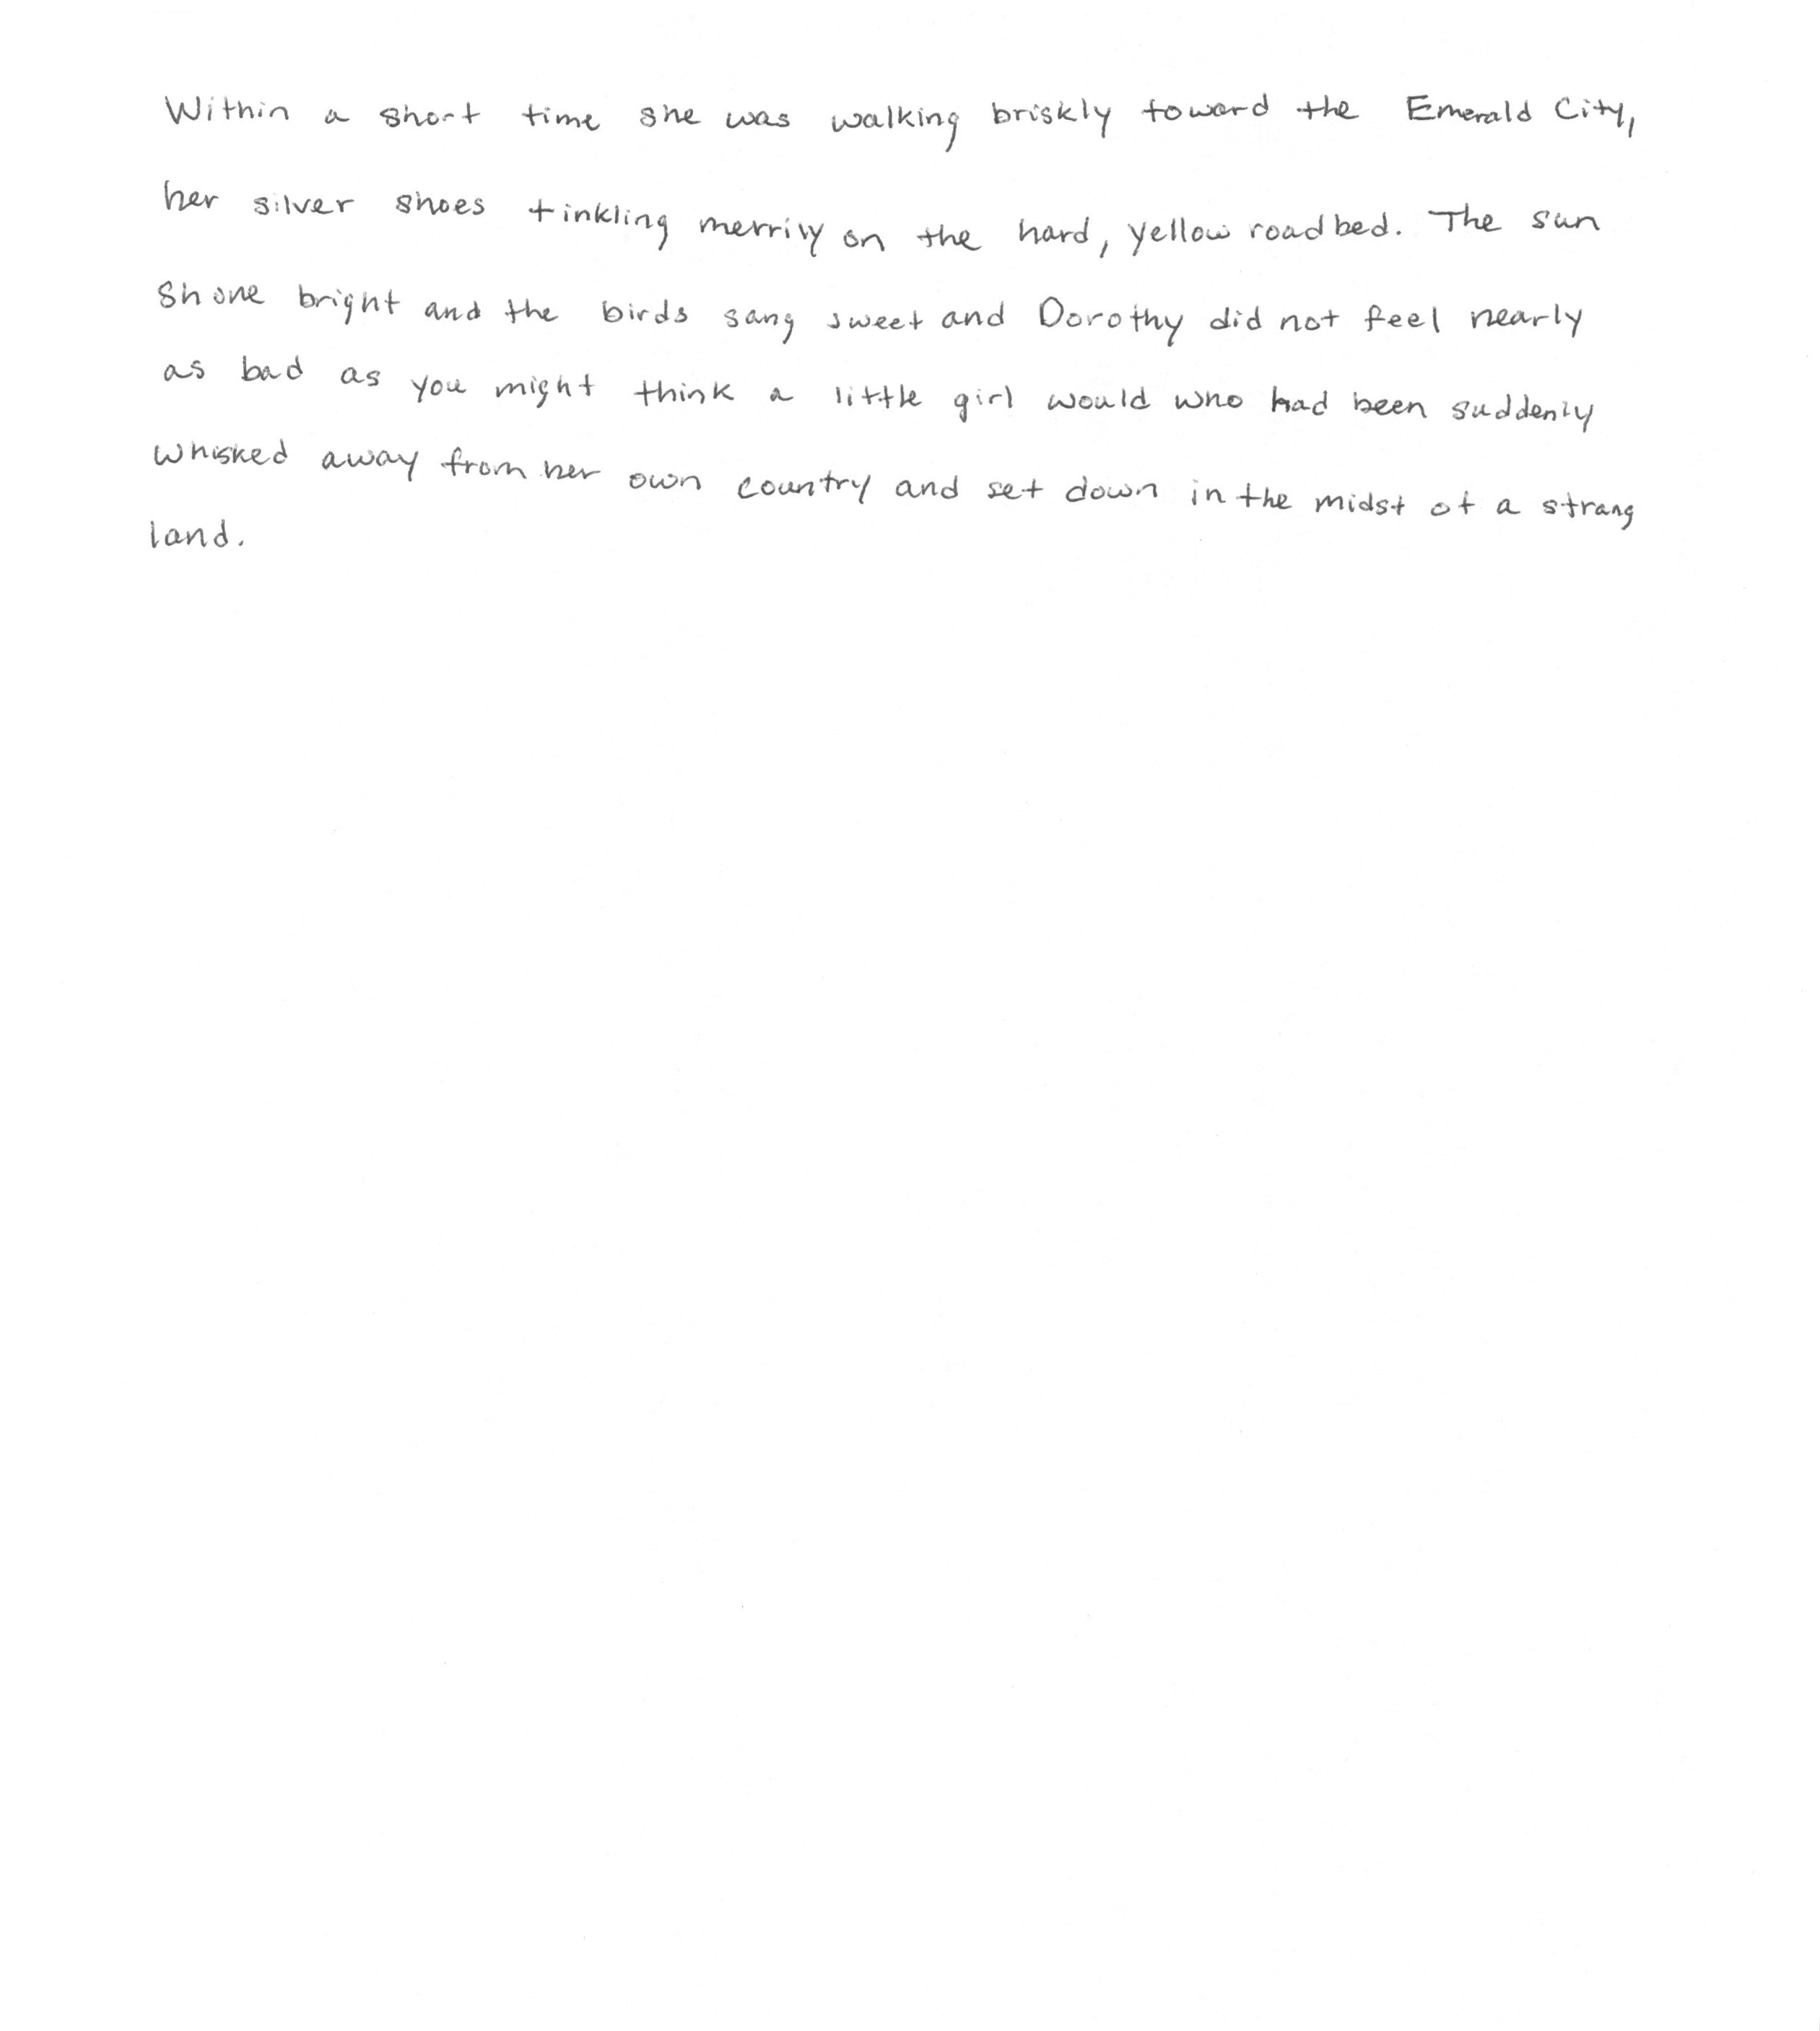 Within a short time she was walking briskly toward the Emerald City,
her silver shoes tinkling merrily on the hard, yellow roadbed. The sun
shone bright and the birds sang sweet and Dorothy did not feel nearly
as bad as you might think a little girl would who had been suddenly
whisked away from her own country and set down in the midst of a strang
land.